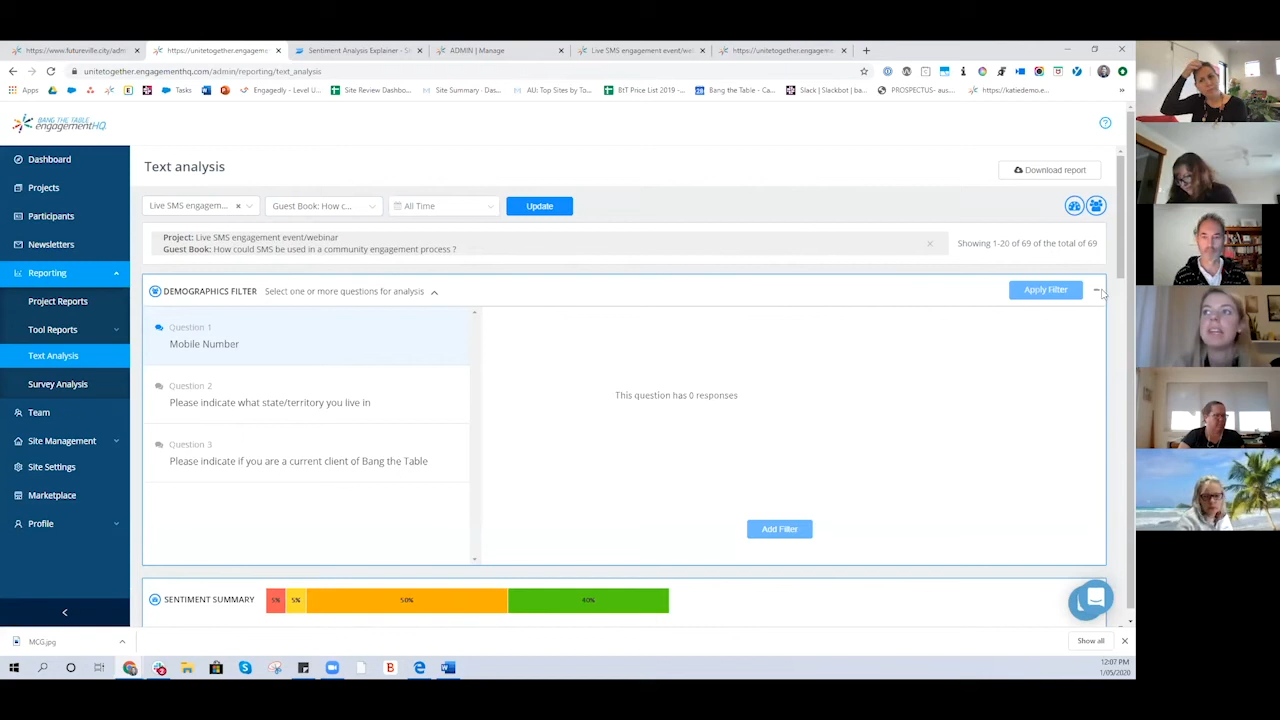 https://www.futureville.city/adm
https://unitetogether.engageme
Sentiment Analysis Explainer - S
ADMIN | Manage
Live SMS engagement event/wel
https://unitetogether.engageme
unitetogether.engagementhq.com/admin/reporting/text_analysis
Apps
Tasks
Engagedly - Level U...
Site Review Dashbo...
Site Summary - Das...
AU: Top Sites by To...
BtT Price List 2019 -...
Bang the Table - Ca...
Slack | Slackbot | ba...
PROSPECTUS- aus...
https://katiedemo.e...
BANG THE TABLE
engagementHQ
Dashboard
Projects
Participants
Newsletters
Reporting
Project Reports
Tool Reports
Text Analysis
Survey Analysis
Team
Site Management
Site Settings
Marketplace
Profile
Text analysis
Download report
Live SMS engagem...
Guest Book: How c...
All Time
Update
Project: Live SMS engagement event/webinar
Guest Book: How could SMS be used in a community engagement process ?
Showing 1-20 of 69 of the total of 69
DEMOGRAPHICS FILTER Select one or more questions for analysis
Apply Filter
Question 1
Mobile Number
Question 2
Please indicate what state/territory you live in
Question 3
Please indicate if you are a current client of Bang the Table
This question has 0 responses
Add Filter
SENTIMENT SUMMARY
5%
5%
50%
40%
MCG.jpg
Show all
12:07 PM
1/05/2020